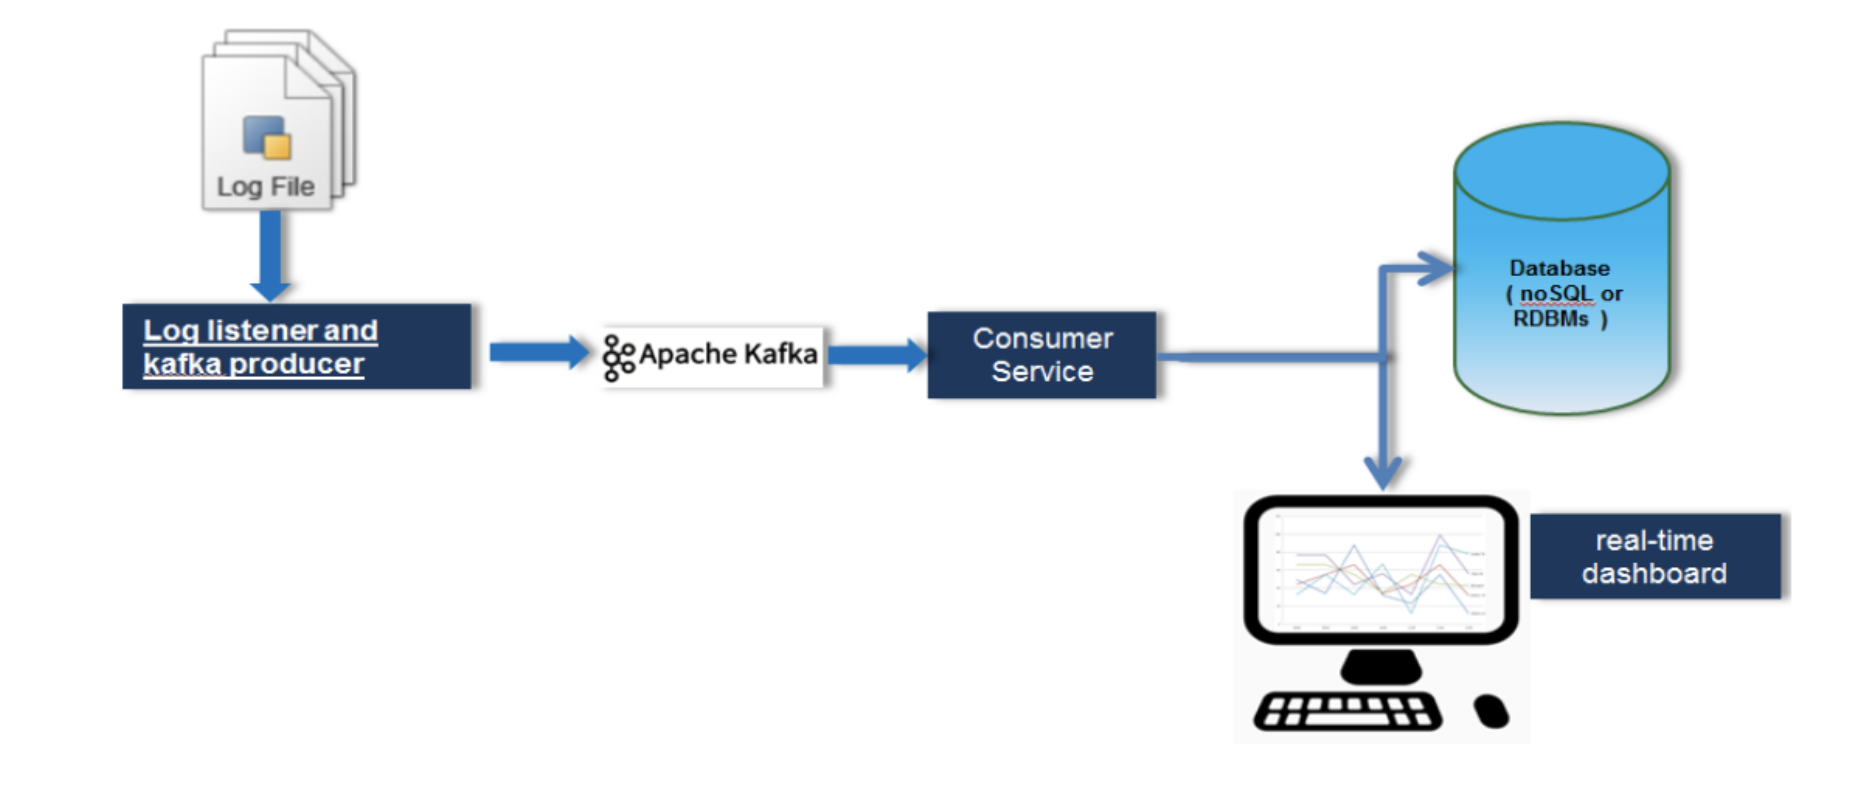 Log File
Log listener and
kafka producer
Apache Kafka
Consumer
Service
Database
( noSQL or
RDBMs )
real-time
dashboard